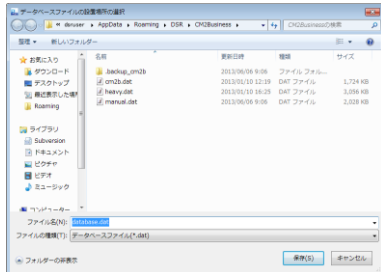 データベースファイルの設置場所の選択
« dsruser ▸ AppData ▸ Roaming ▸ DSR ▸ CM2Business ▸
CM2Businessの検索
整理 ▼ 新しいフォルダー
お気に入り
ダウンロード
デスクトップ
最近表示した場所
Roaming
ライブラリ
Subversion
ドキュメント
ピクチャ
ビデオ
ミュージック
コンピューター
名前 更新日時 種類 サイズ
.backup_cm2b 2013/06/06 9:06 ファイル フォル...
cm2b.dat 2013/01/10 12:19 DAT ファイル 1,724 KB
heavy.dat 2013/01/10 16:25 DAT ファイル 3,056 KB
manual.dat 2013/06/06 9:06 DAT ファイル 2,028 KB
ファイル名(N): database.dat
ファイルの種類(T): データベースファイル(*.dat)
フォルダーの非表示
保存(S) キャンセル